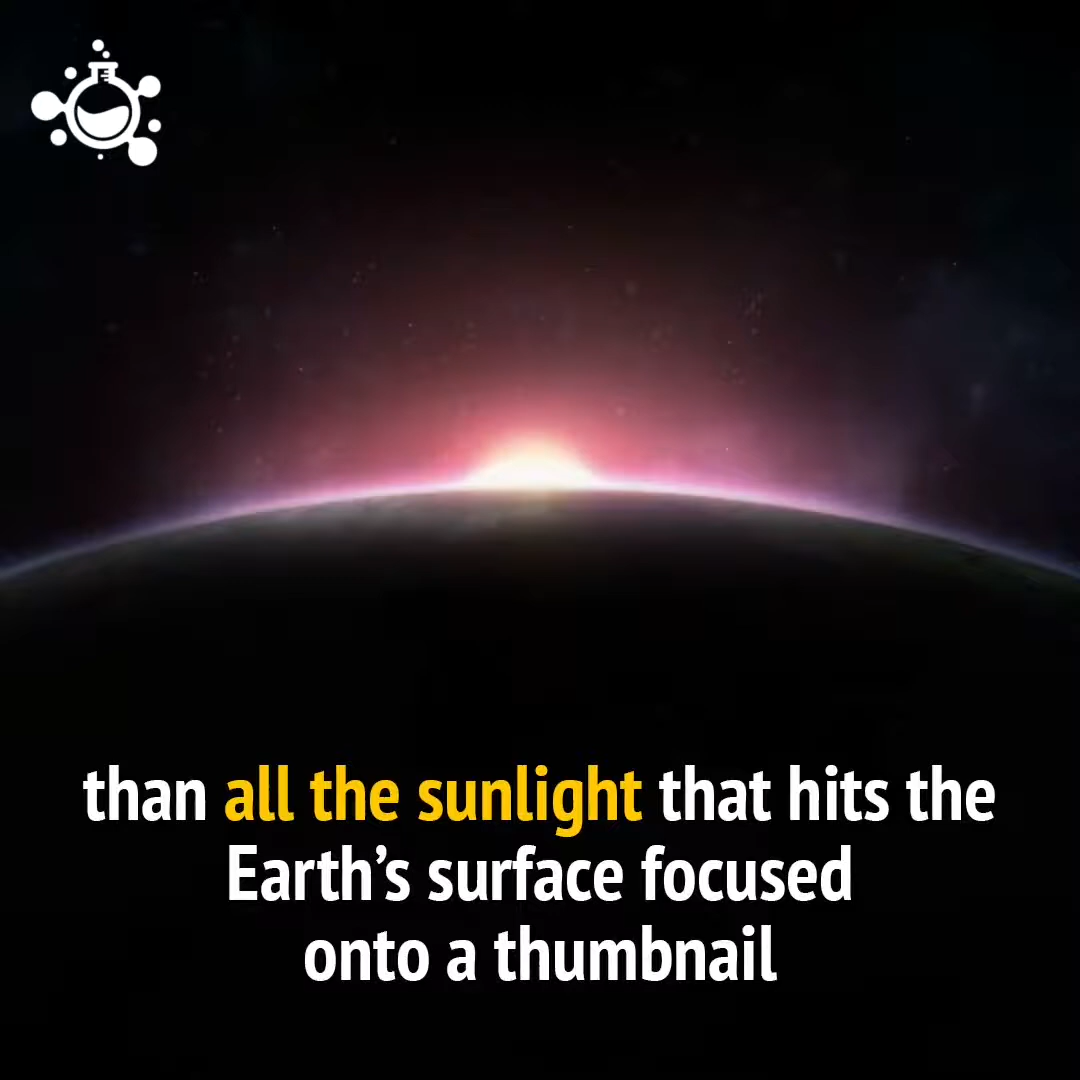 than all the sunlight that hits the
Earth’s surface focused
onto a thumbnail